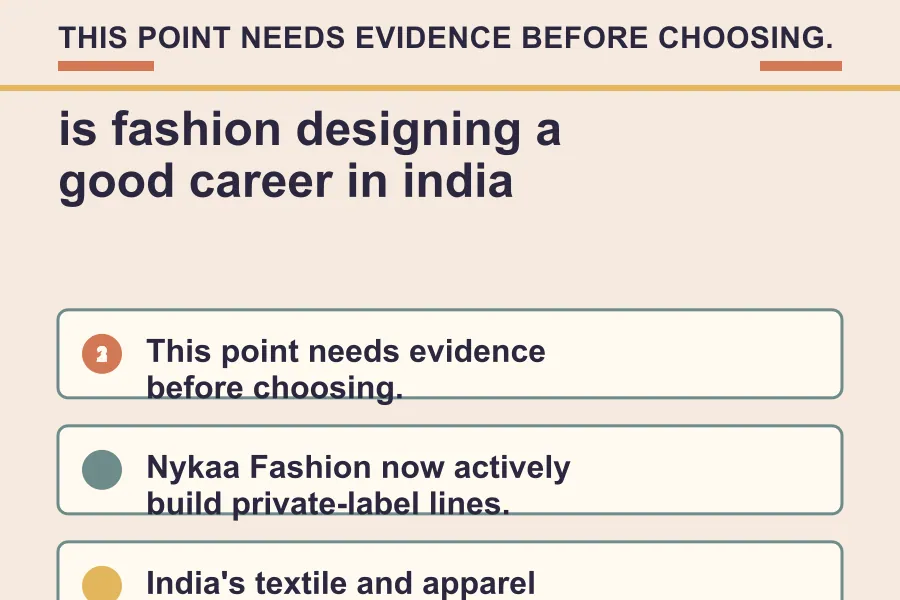 THIS POINT NEEDS EVIDENCE BEFORE CHOOSING.
is fashion designing a
good career in india
This point needs evidence
before choosing.
Nykaa Fashion now actively
build private-label lines.
India's textile and apparel